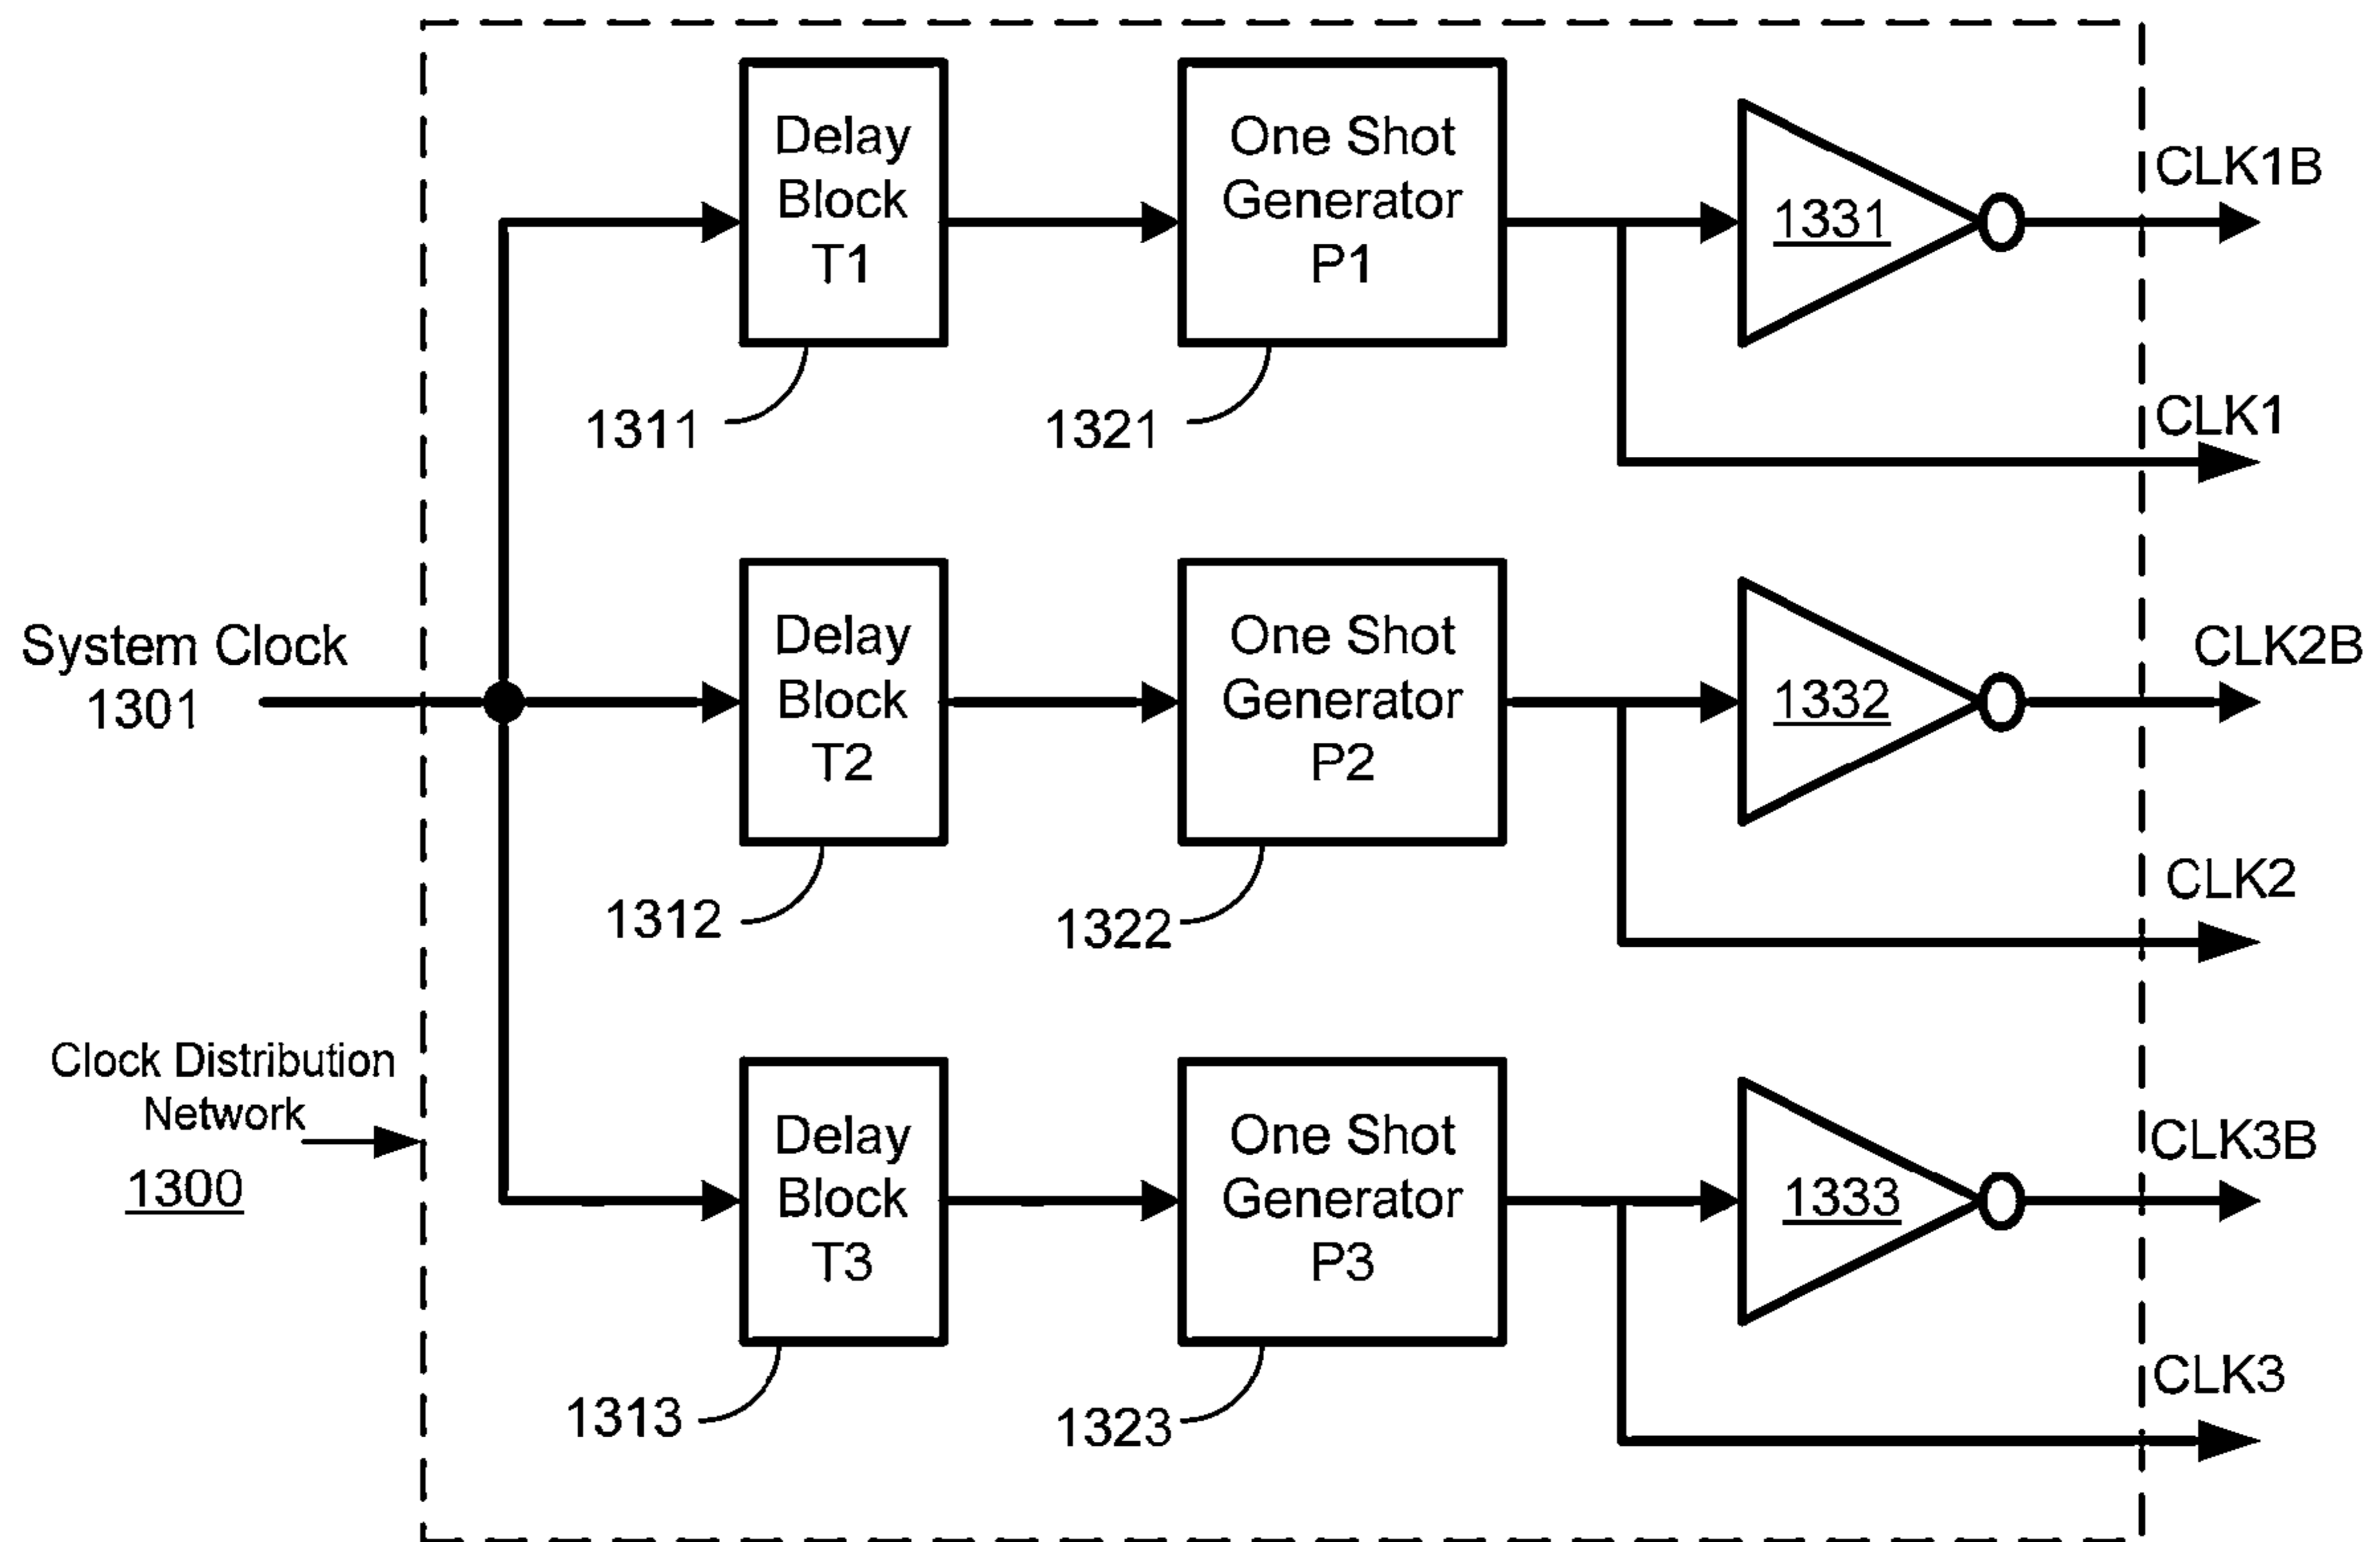 Delay
Block
T1
One Shot
Generator
P1
1331
CLK1B
1311
1321
CLK1
System Clock
1301
Delay
Block
T2
One Shot
Generator
P2
1332
CLK2B
1312
1322
CLK2
Clock Distribution
Network
1300
Delay
Block
T3
One Shot
Generator
P3
1333
CLK3B
1313
1323
CLK3